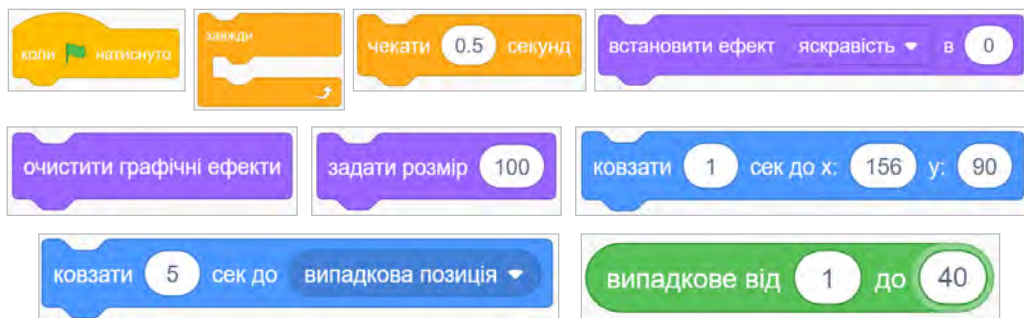 коли натиснуто
завжди
чекати 0.5 секунд
встановити ефект яскравість в 0
очистити графічні ефекти
задати розмір 100
ковзати 1 сек до x: 156 y: 90
ковзати 5 сек до випадкова позиція
випадкове від 1 до 40